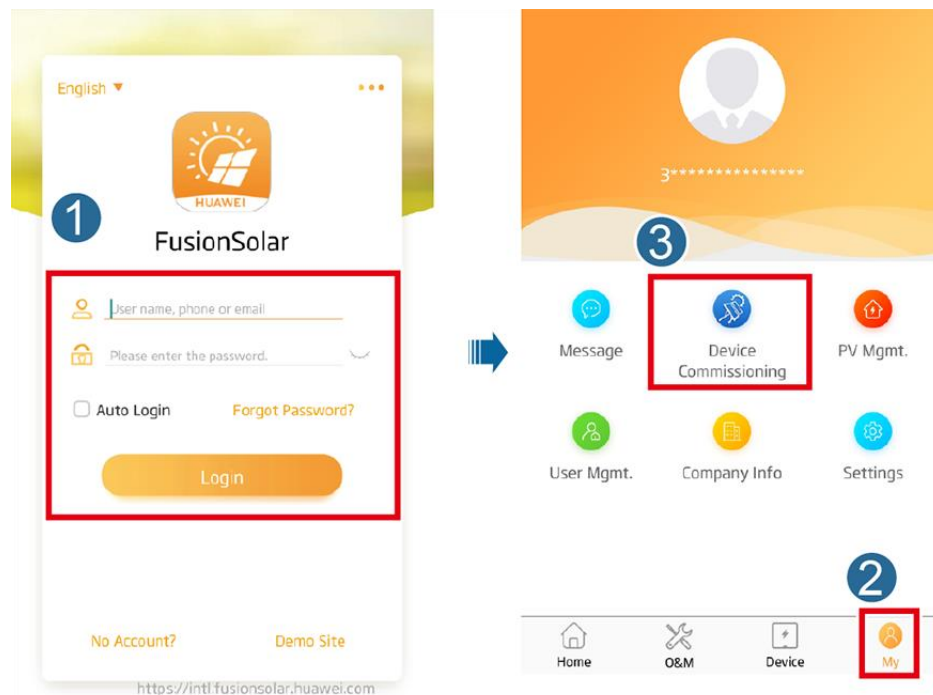 English
HUAWEI
1
FusionSolar
User name, phone or email
Please enter the password.
Auto Login
Forgot Password?
Login
No Account?
Demo Site
https://intl.fusionsolar.huawei.com
3***************
3
Message
Device
Commissioning
PV Mgmt.
User Mgmt.
Company Info
Settings
2
Home
O&M
Device
My